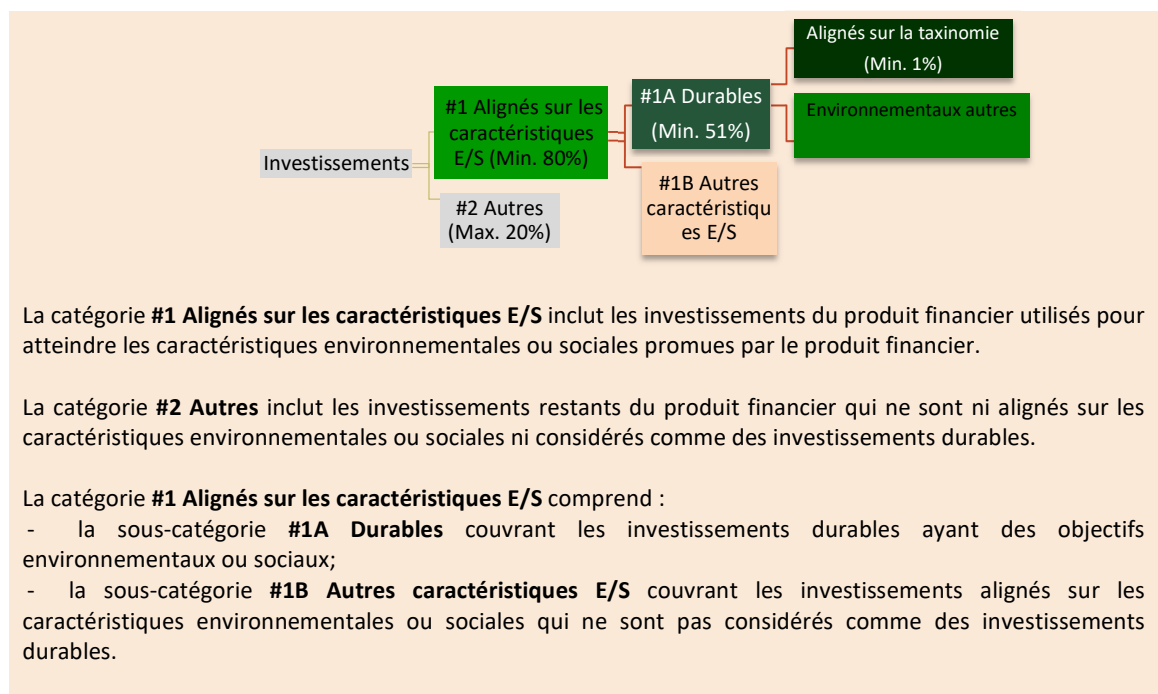 Alignés sur la taxinomie
(Min. 1%)
#1A Durables
(Min. 51%)
Environnementaux autres
#1 Alignés sur les
caractéristiques
E/S (Min. 80%)
Investissements
#1B Autres
caractéristiqu
es E/S
#2 Autres
(Max. 20%)
La catégorie #1 Alignés sur les caractéristiques E/S inclut les investissements du produit financier utilisés pour
atteindre les caractéristiques environnementales ou sociales promues par le produit financier.
La catégorie #2 Autres inclut les investissements restants du produit financier qui ne sont ni alignés sur les
caractéristiques environnementales ou sociales ni considérés comme des investissements durables.
La catégorie #1 Alignés sur les caractéristiques E/S comprend :
- la sous-catégorie #1A Durables couvrant les investissements durables ayant des objectifs
environnementaux ou sociaux;
- la sous-catégorie #1B Autres caractéristiques E/S couvrant les investissements alignés sur les
caractéristiques environnementales ou sociales qui ne sont pas considérés comme des investissements
durables.